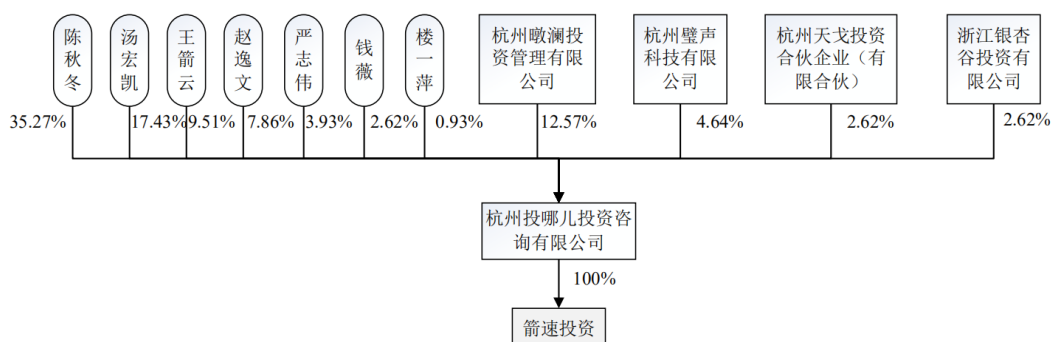 陈秋冬
汤宏凯
王箭云
赵逸文
严志伟
钱薇
楼一萍
杭州暾澜投
资管理有限
公司
杭州璧声
科技有限
公司
杭州天戈投资
合伙企业（有
限合伙）
浙江银杏
谷投资有
限公司
35.27%
17.43%
9.51%
7.86%
3.93%
2.62%
0.93%
12.57%
4.64%
2.62%
2.62%
杭州投哪儿投资咨
询有限公司
100%
箭速投资